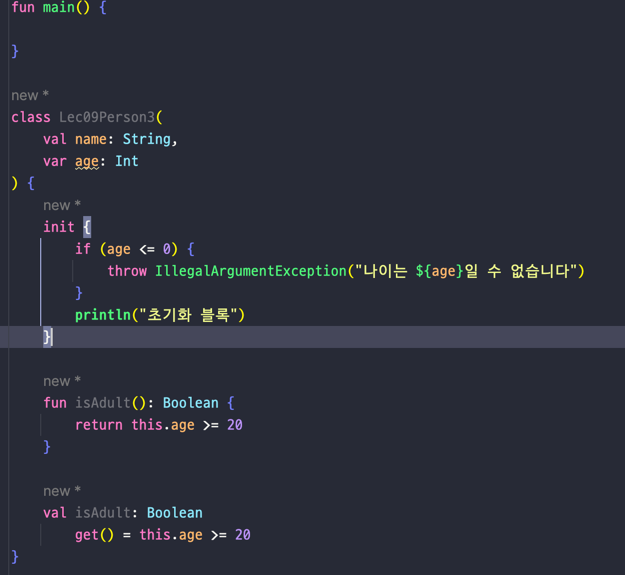 fun main() {
}
new *
class Lec09Person3(
val name: String,
var age: Int
) {
new *
init {
if (age <= 0) {
throw IllegalArgumentException("나이는 ${age}일 수 없습니다")
}
println("초기화 블록")
}
new *
fun isAdult(): Boolean {
return this.age >= 20
}
new *
val isAdult: Boolean
get() = this.age >= 20
}